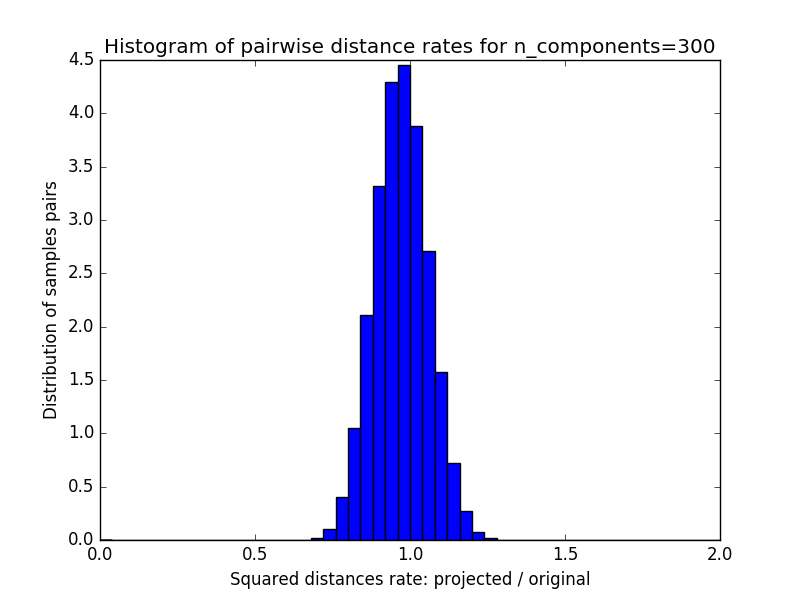 Histogram of pairwise distance rates for n_components=300
4.5
4.0
3.5
3.0
2.5
2.0
1.5
1.0
0.5
0.0
Distribution of samples pairs
0.0 0.5 1.0 1.5 2.0
Squared distances rate: projected / original